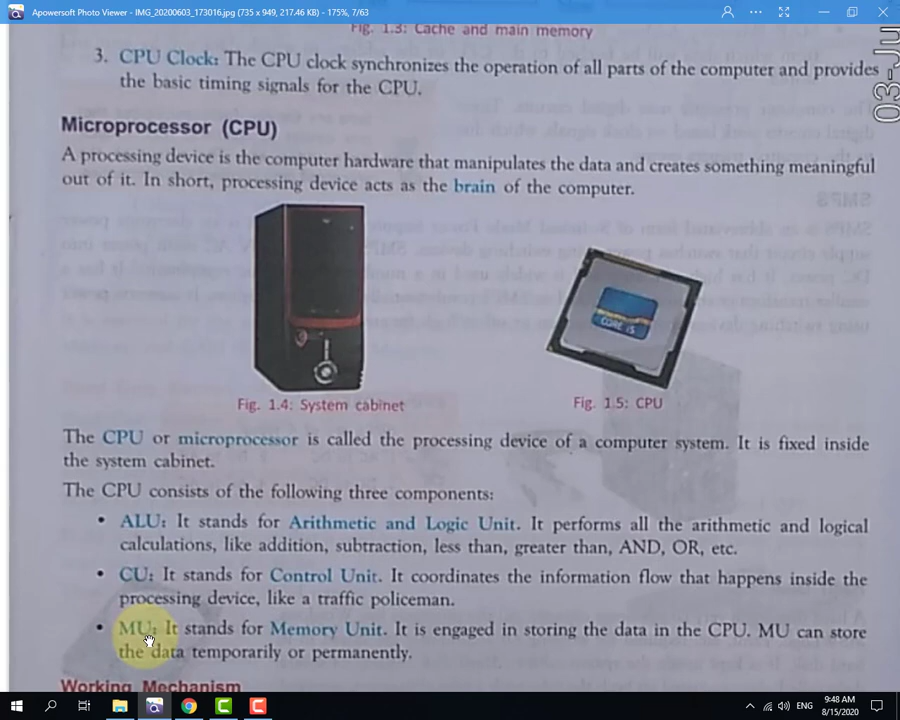 Apowersoft Photo Viewer - IMG_20200603_173016.jpg (735 x 949, 217.46 KB) - 175%, 7/63
Fig. 1.3: Cache and main memory
3. CPU Clock: The CPU clock synchronizes the operation of all parts of the computer and provides
the basic timing signals for the CPU.
03-Ju
Microprocessor (CPU)
A processing device is the computer hardware that manipulates the data and creates something meaningful
out of it. In short, processing device acts as the brain of the computer.
SMPS
CORE i5
Fig. 1.4: System cabinet
Fig. 1.5: CPU
The CPU or microprocessor is called the processing device of a computer system. It is fixed inside
the system cabinet.
The CPU consists of the following three components:
• ALU: It stands for Arithmetic and Logic Unit. It performs all the arithmetic and logical
calculations, like addition, subtraction, less than, greater than, AND, OR, etc.
• CU: It stands for Control Unit. It coordinates the information flow that happens inside the
processing device, like a traffic policeman.
• MU: It stands for Memory Unit. It is engaged in storing the data in the CPU. MU can store
the data temporarily or permanently.
Working Mechanism
ENG
9:48 AM
8/15/2020